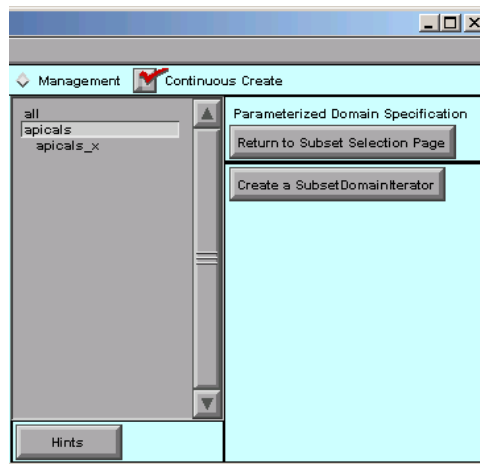 Management Continuous Create
all
apicals
apicals_x
Parameterized Domain Specification
Return to Subset Selection Page
Create a SubsetDomainIterator
Hints